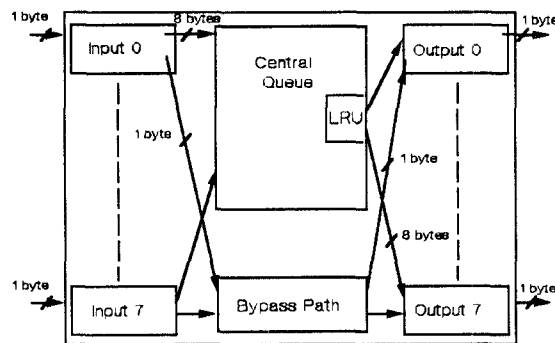 1 byte
8 bytes
1 byte
Input 0
Central
Queue
Output 0
LRU
1 byte
1 byte
8 bytes
1 byte
1 byte
Input 7
Bypass Path
Output 7